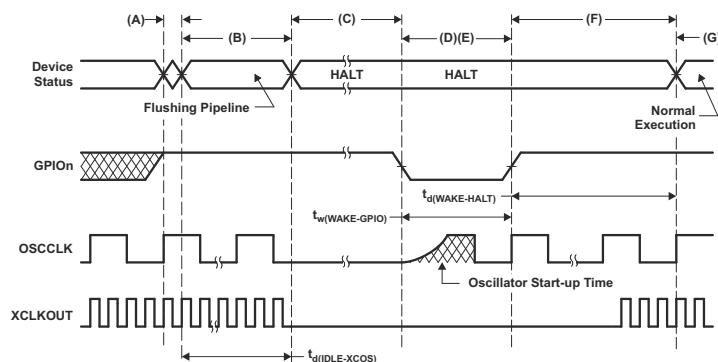 (A)
(B)
(C)
(D)(E)
(F)
(G)
Device
Status
HALT
HALT
Flushing Pipeline
Normal
Execution
GPIOn
td(WAKE-HALT)
tw(WAKE-GPIO)
OSCCLK
Oscillator Start-up Time
XCLKOUT
td(IDLE-XCOS)